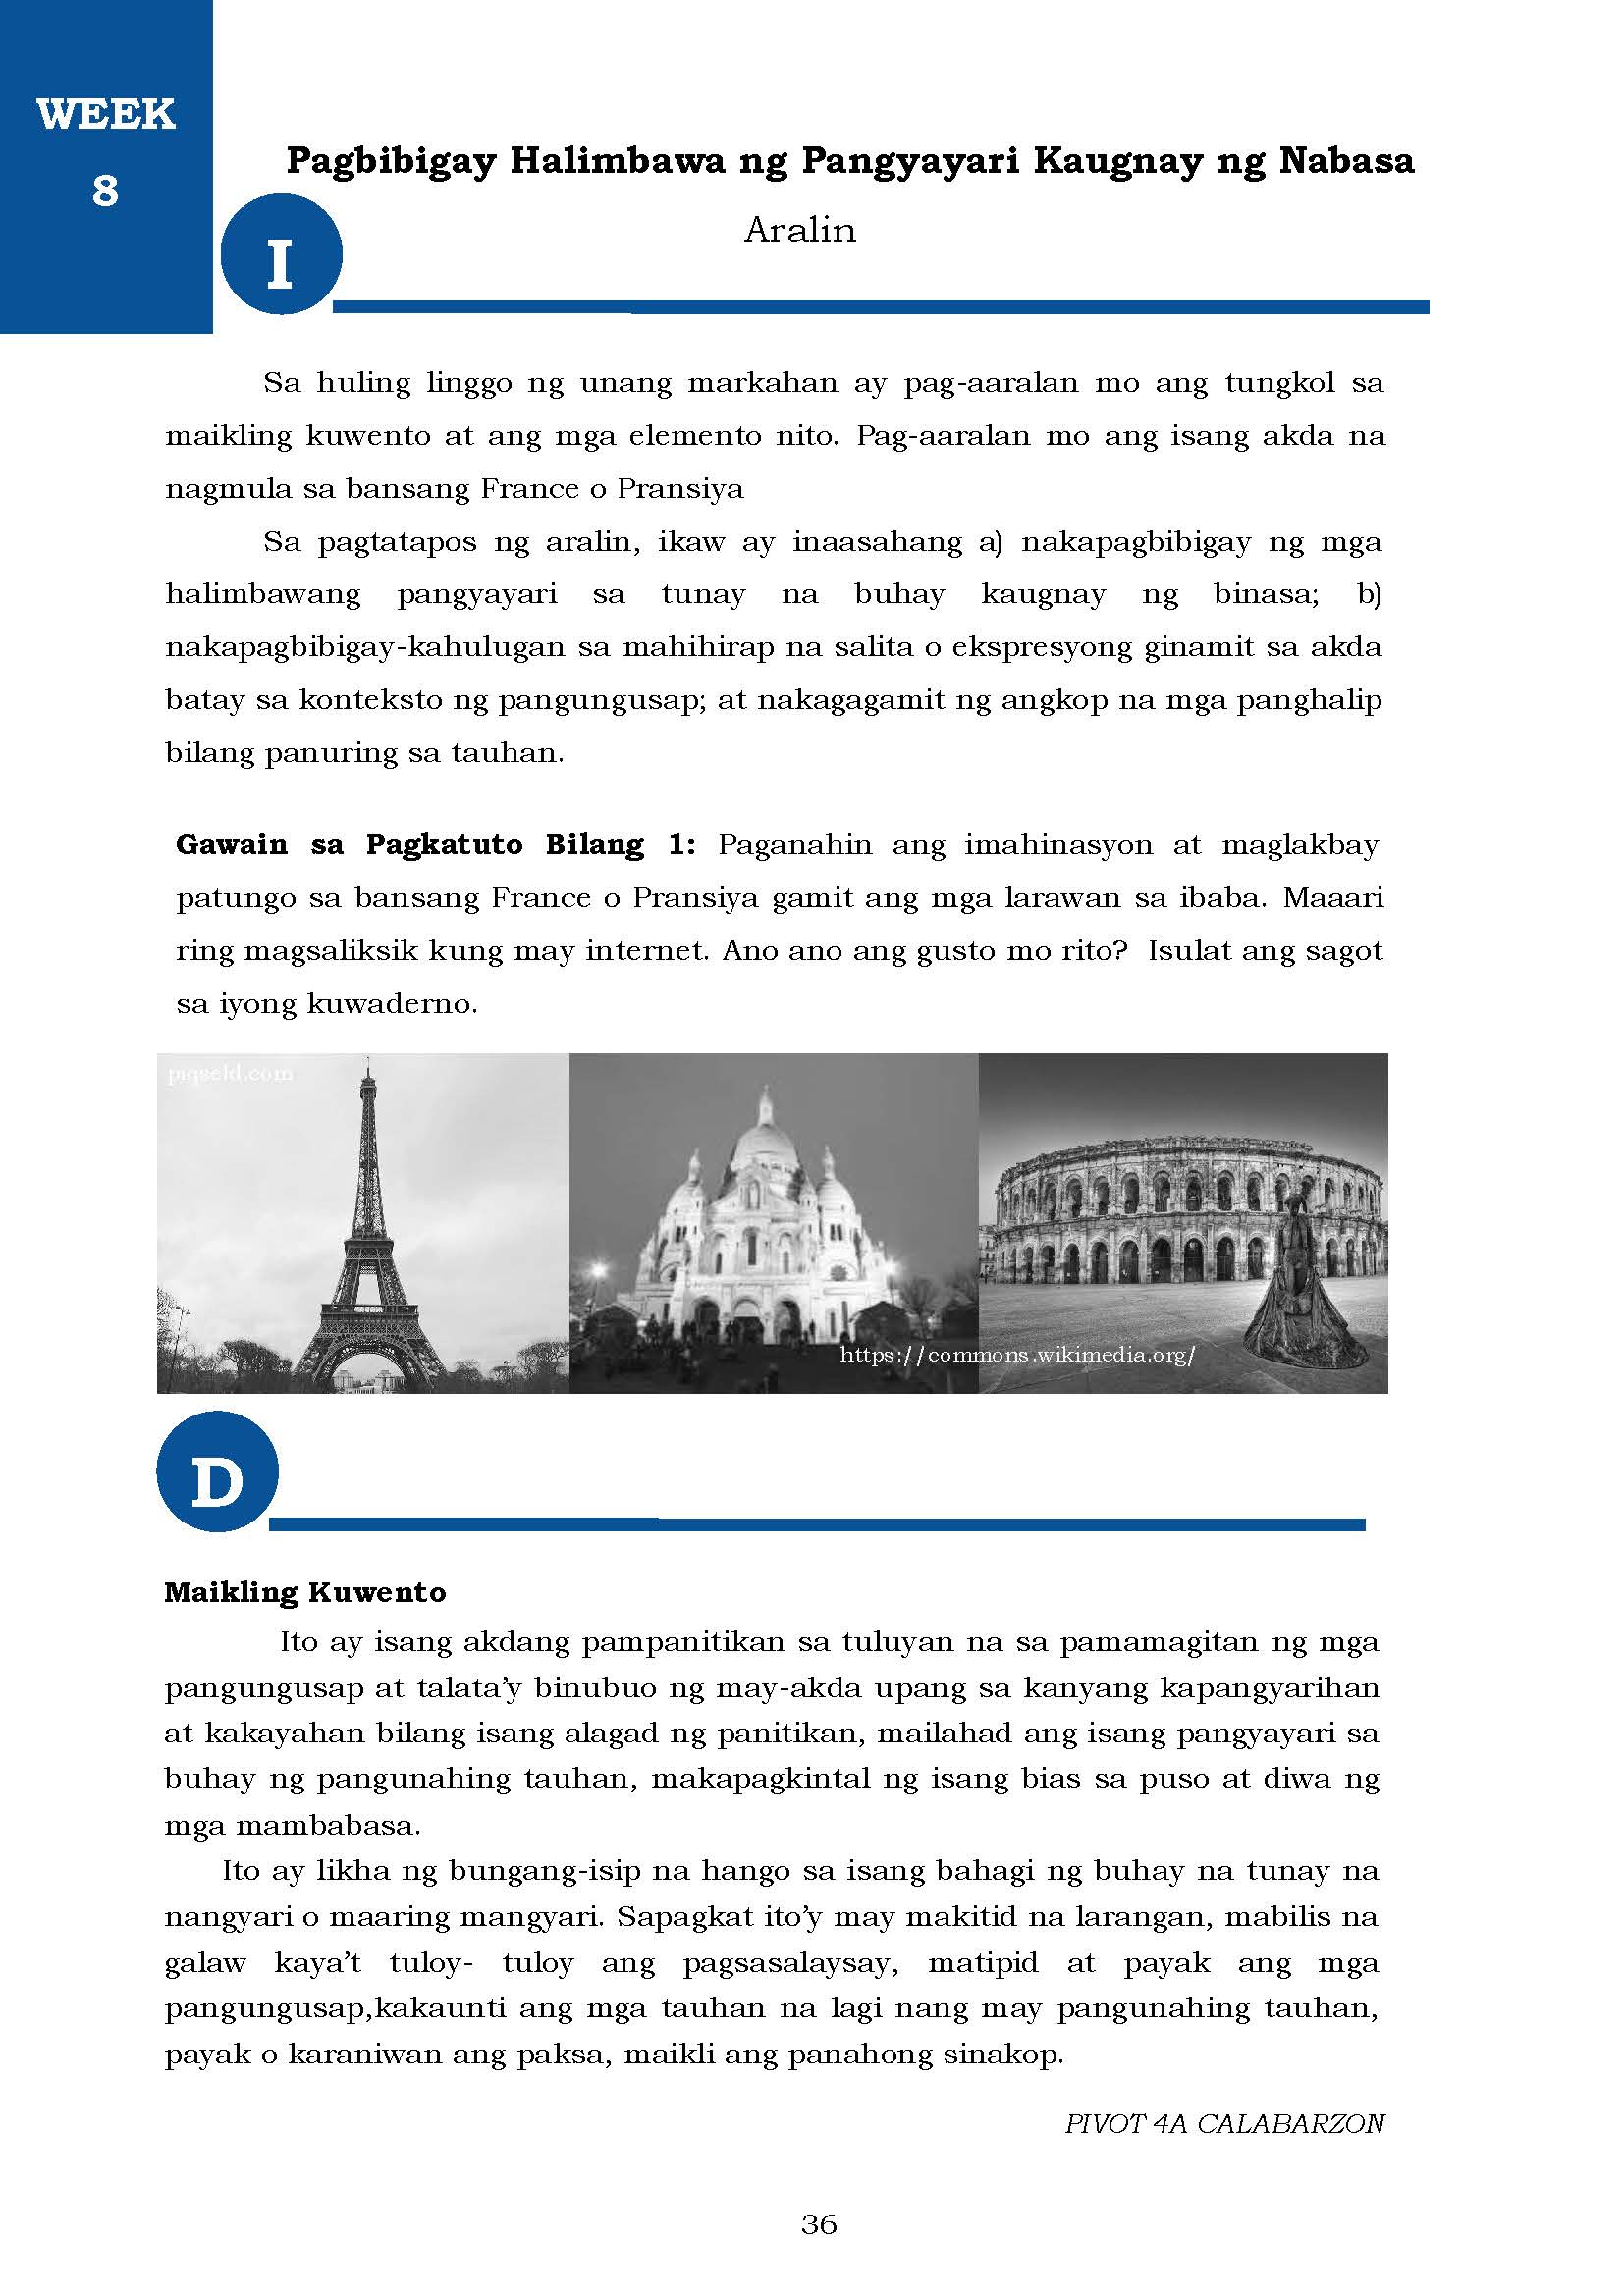 WEEK
8
Pagbibigay Halimbawa ng Pangyayari Kaugnay ng Nabasa
Aralin
I
Sa huling linggo ng unang markahan ay pag-aaralan mo ang tungkol sa
maikling kuwento at ang mga elemento nito. Pag-aaralan mo ang isang akda na
nagmula sa bansang France o Pransiya
Sa pagtatapos ng aralin, ikaw ay inaasahang a) nakapagbibigay ng mga
halimbawang pangyayari sa tunay na buhay kaugnay ng binasa; b)
nakapagbibigay-kahulugan sa mahihirap na salita o ekspresyong ginamit sa akda
batay sa konteksto ng pangungusap; at nakagagamit ng angkop na mga panghalip
bilang panuring sa tauhan.
Gawain sa Pagkatuto Bilang 1: Paganahin ang imahinasyon at maglakbay
patungo sa bansang France o Pransiya gamit ang mga larawan sa ibaba. Maaari
ring magsaliksik kung may internet. Ano ano ang gusto mo rito? Isulat ang sagot
sa iyong kuwaderno.
https://commons.wikimedia.org/
D
Maikling Kuwento
Ito ay isang akdang pampanitikan sa tuluyan na sa pamamagitan ng mga
pangungusap at talata’y binubuo ng may-akda upang sa kanyang kapangyarihan
at kakayahan bilang isang alagad ng panitikan, mailahad ang isang pangyayari sa
buhay ng pangunahing tauhan, makapagkintal ng isang bias sa puso at diwa ng
mga mambabasa.
Ito ay likha ng bungang-isip na hango sa isang bahagi ng buhay na tunay na
nangyari o maaring mangyari. Sapagkat ito’y may makitid na larangan, mabilis na
galaw kaya’t tuloy- tuloy ang pagsasalaysay, matipid at payak ang mga
pangungusap,kakaunti ang mga tauhan na lagi nang may pangunahing tauhan,
payak o karaniwan ang paksa, maikli ang panahong sinakop.
PIVOT 4A CALABARZON
36